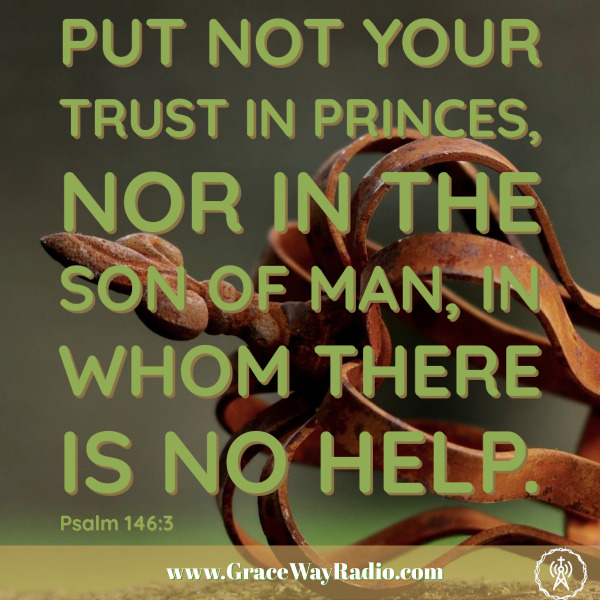 PUT NOT YOUR
TRUST IN PRINCES,
NOR IN THE
SON OF MAN, IN
WHOM THERE
IS NO HELP.
Psalm 146:3
www.GraceWayRadio.com